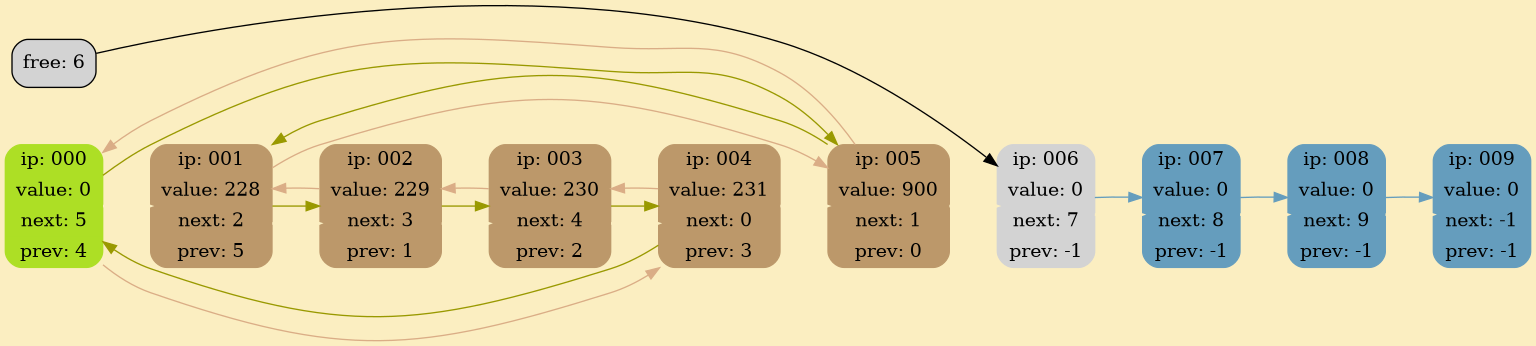 free: 6
ip: 000
value: 0
next: 5
prev: 4
ip: 001
value: 228
next: 2
prev: 5
ip: 002
value: 229
next: 3
prev: 1
ip: 003
value: 230
next: 4
prev: 2
ip: 004
value: 231
next: 0
prev: 3
ip: 005
value: 900
next: 1
prev: 0
ip: 006
value: 0
next: 7
prev: -1
ip: 007
value: 0
next: 8
prev: -1
ip: 008
value: 0
next: 9
prev: -1
ip: 009
value: 0
next: -1
prev: -1